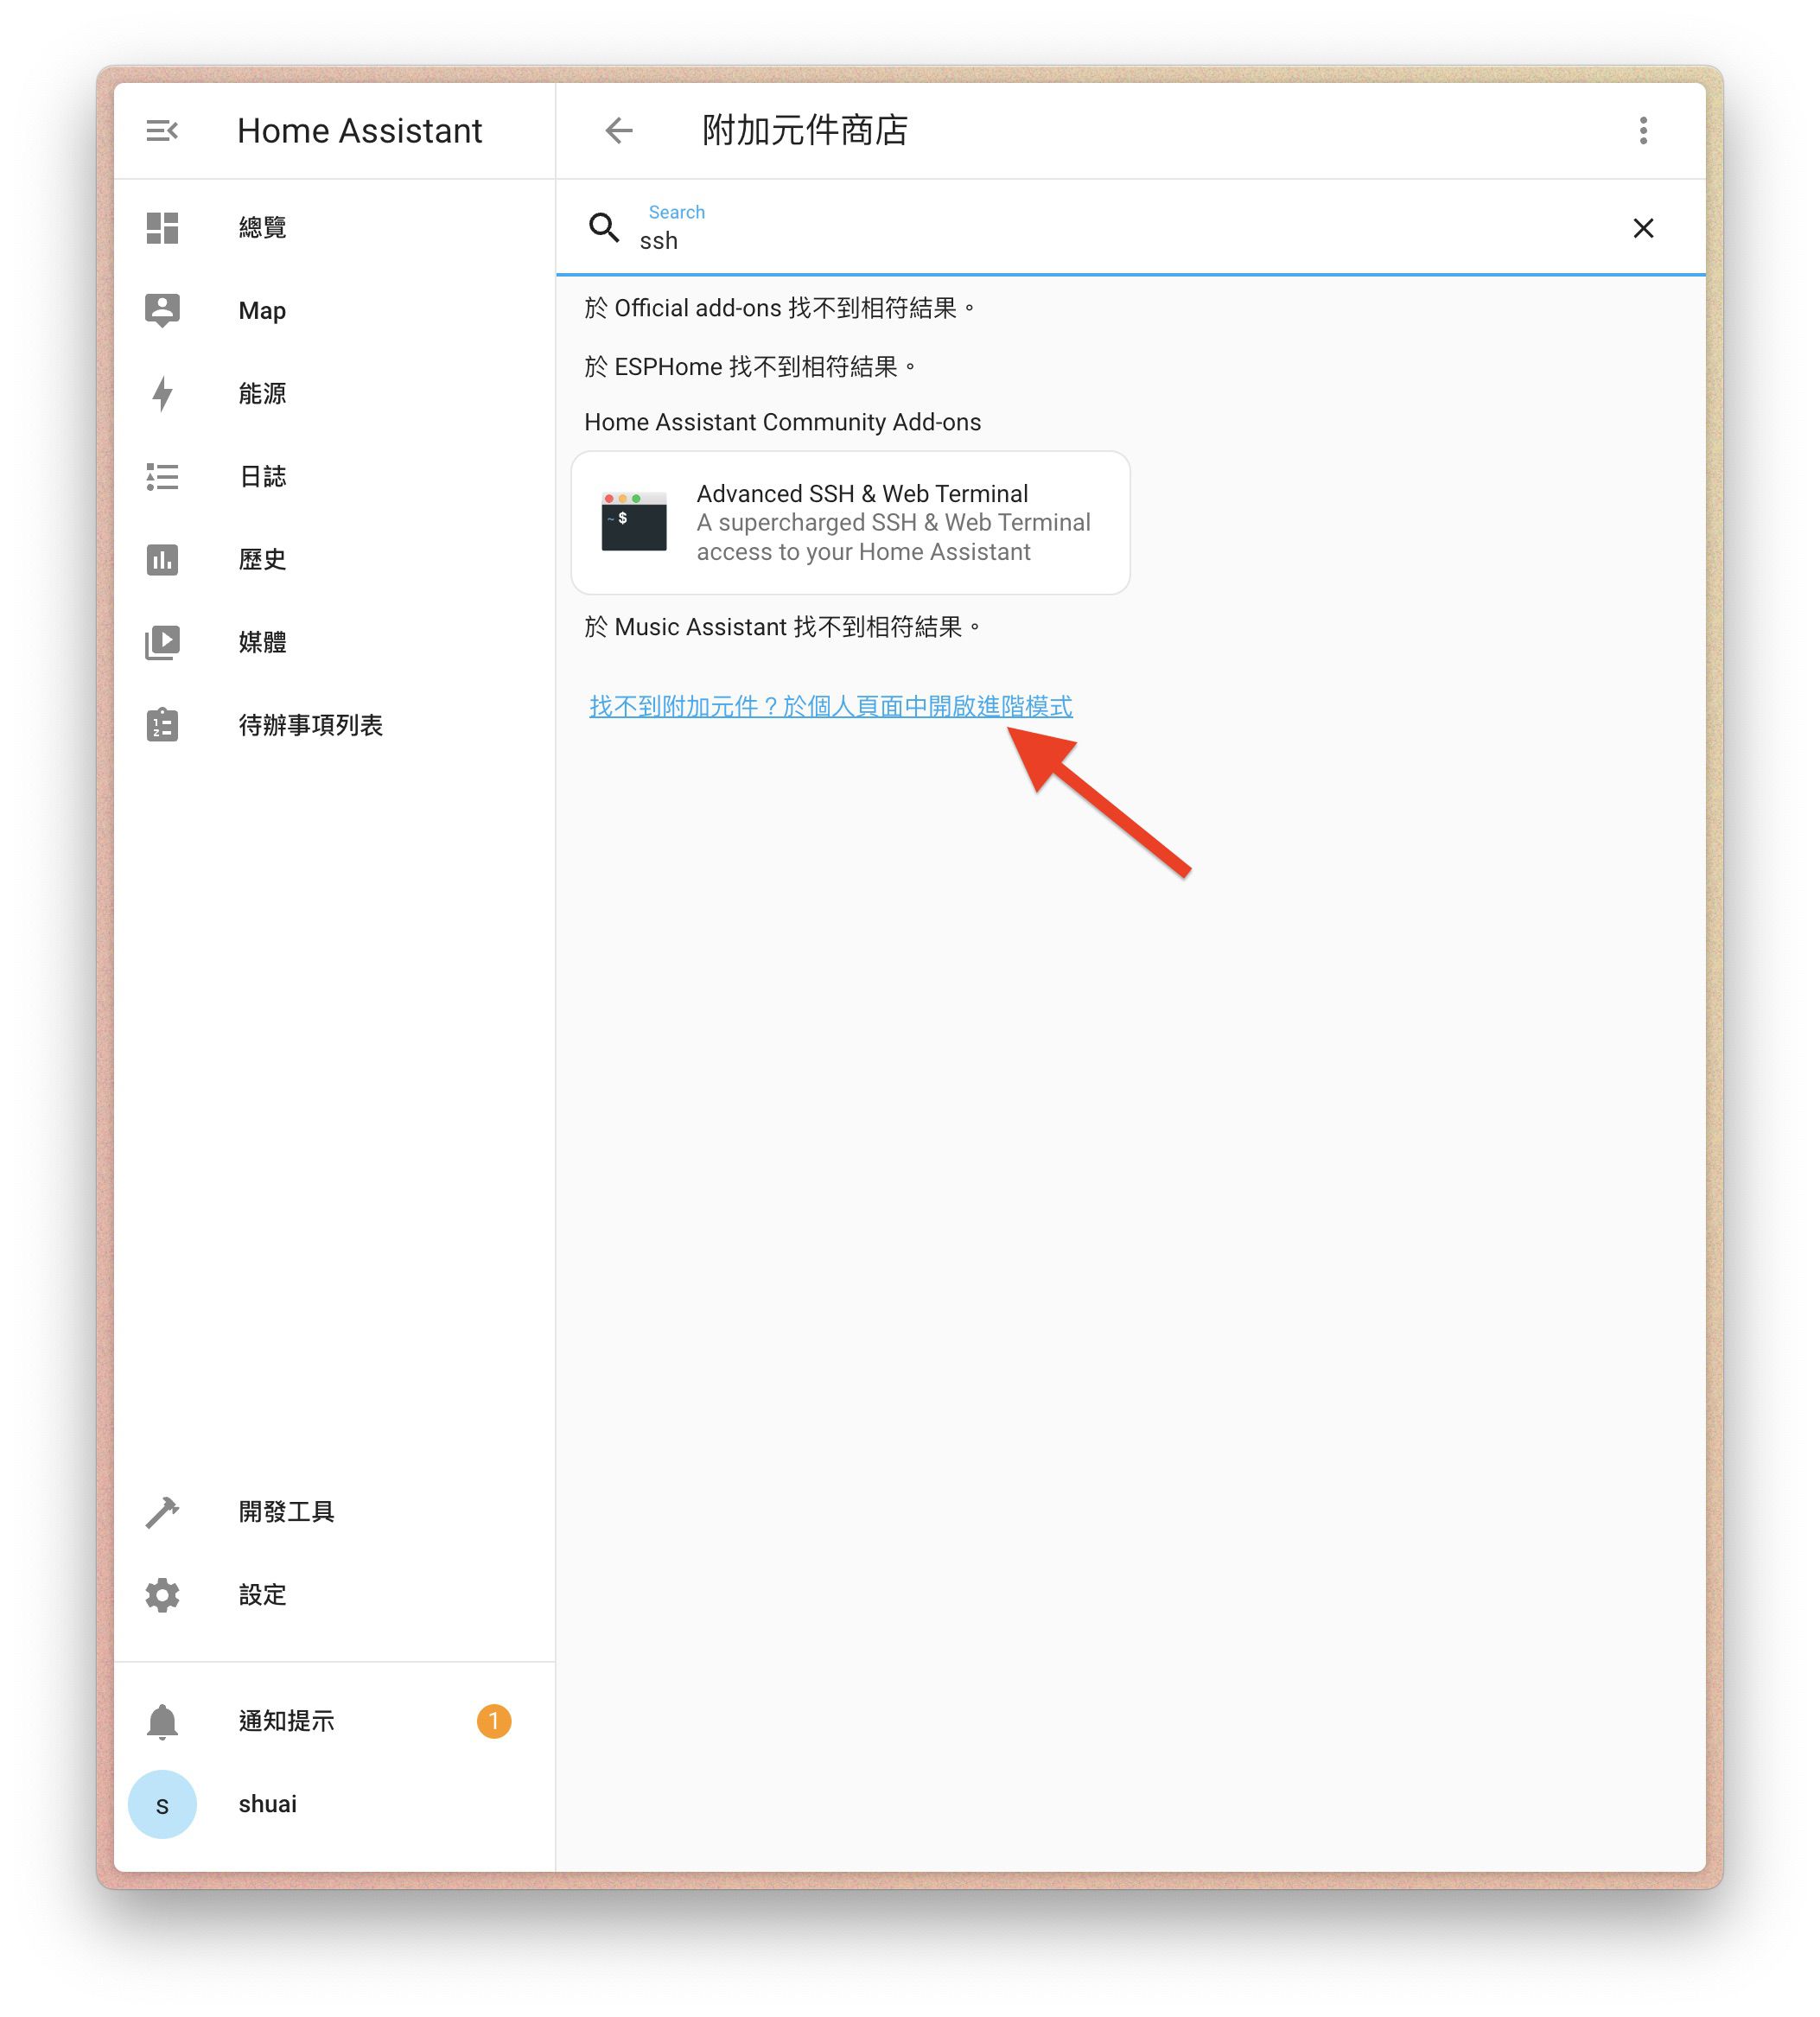 Home Assistant
附加元件商店
總覽
Map
能源
日誌
歷史
媒體
待辦事項列表
開發工具
設定
通知提示
1
s
shuai
Search
ssh
於 Official add-ons 找不到相符結果。
於 ESPHome 找不到相符結果。
Home Assistant Community Add-ons
~ $
Advanced SSH & Web Terminal
A supercharged SSH & Web Terminal
access to your Home Assistant
於 Music Assistant 找不到相符結果。
找不到附加元件？於個人頁面中開啟進階模式